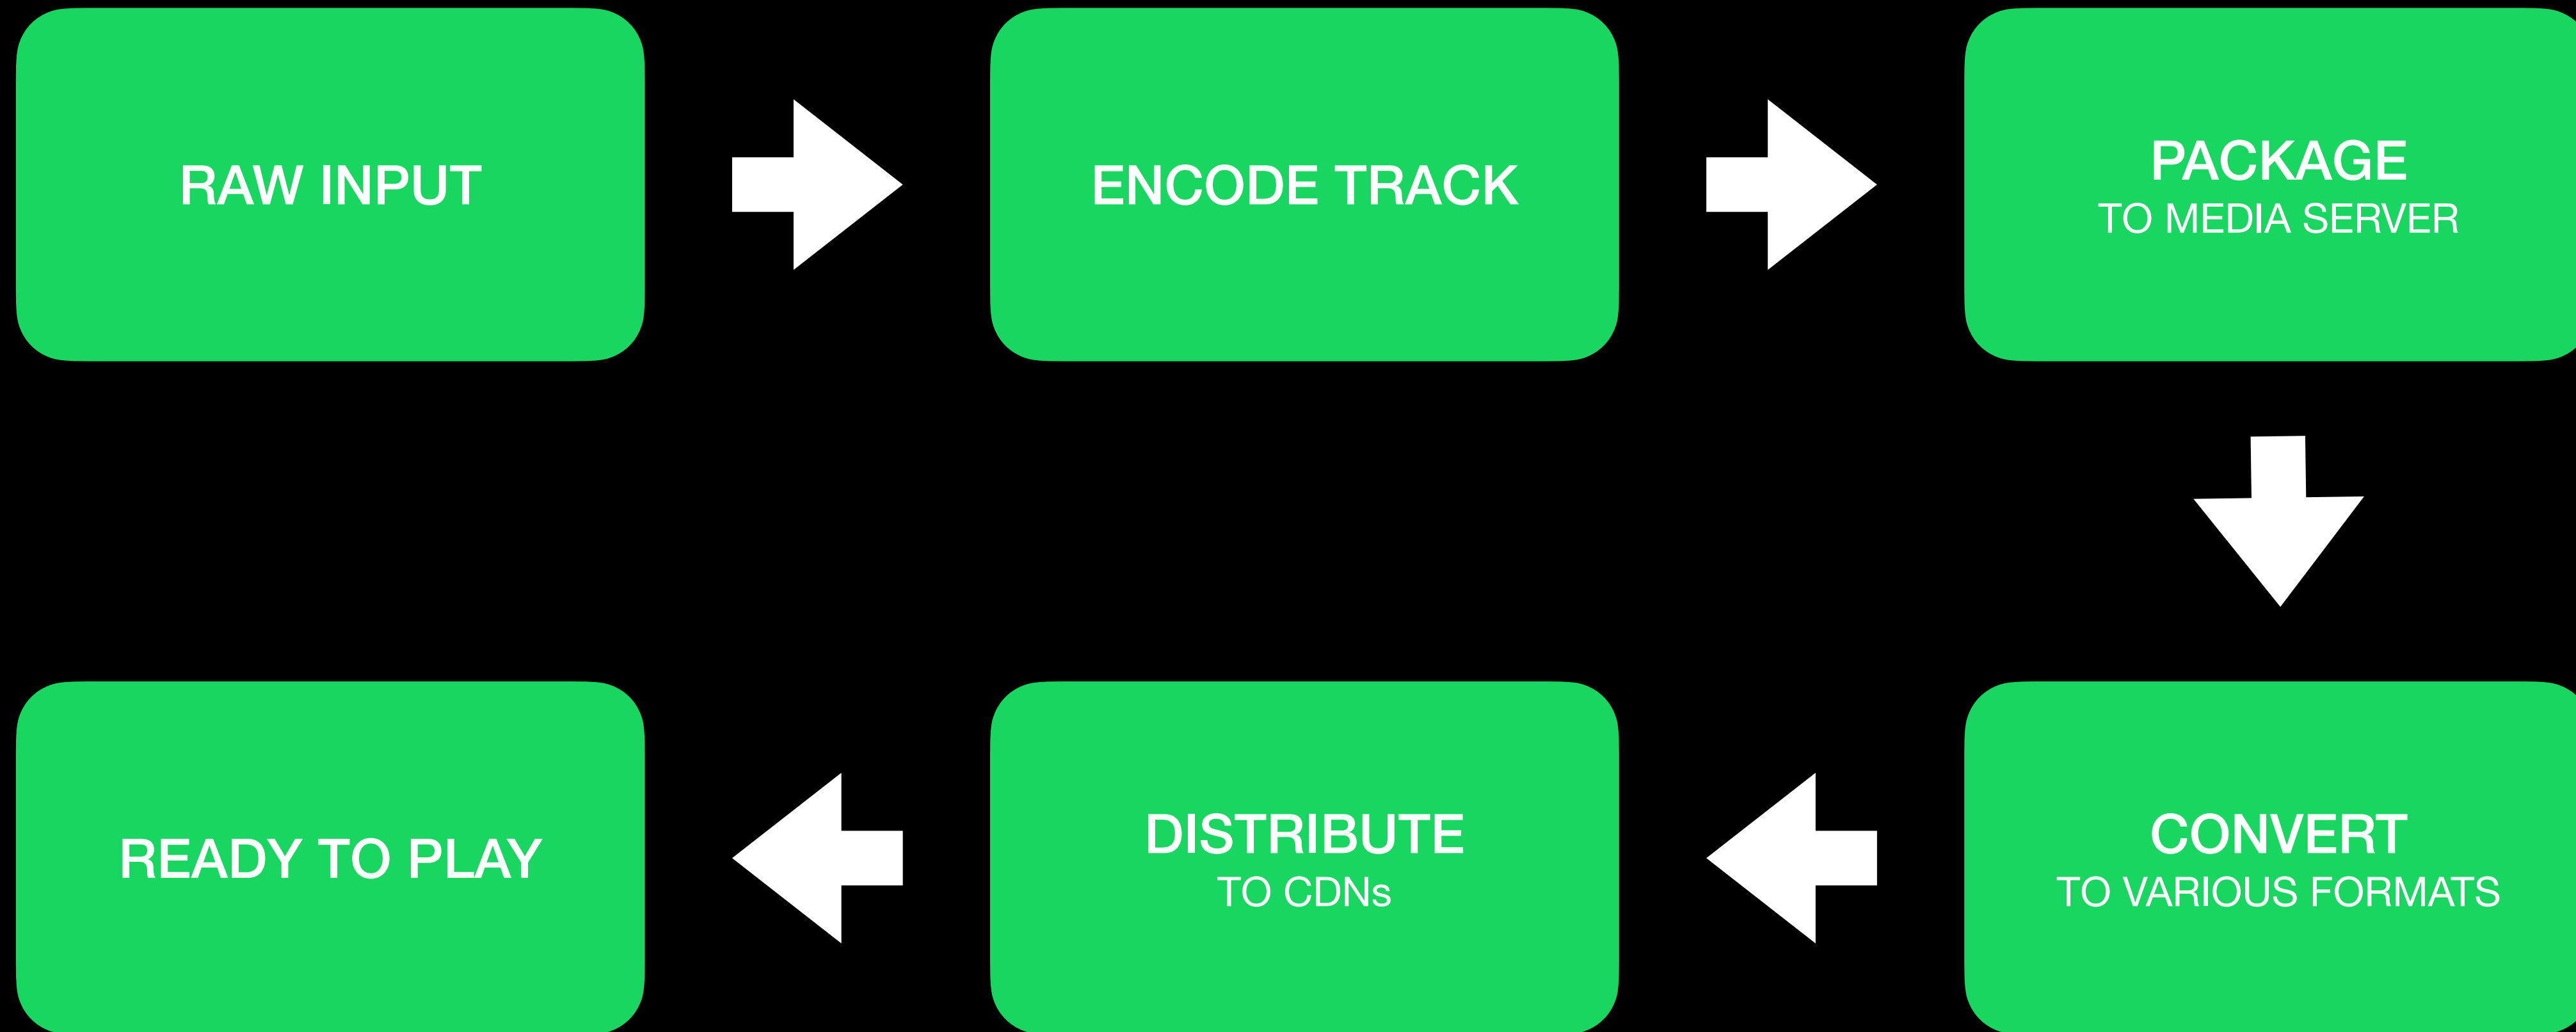 RAW INPUT
ENCODE TRACK
PACKAGE
TO MEDIA SERVER
CONVERT
TO VARIOUS FORMATS
DISTRIBUTE
TO CDNs
READY TO PLAY